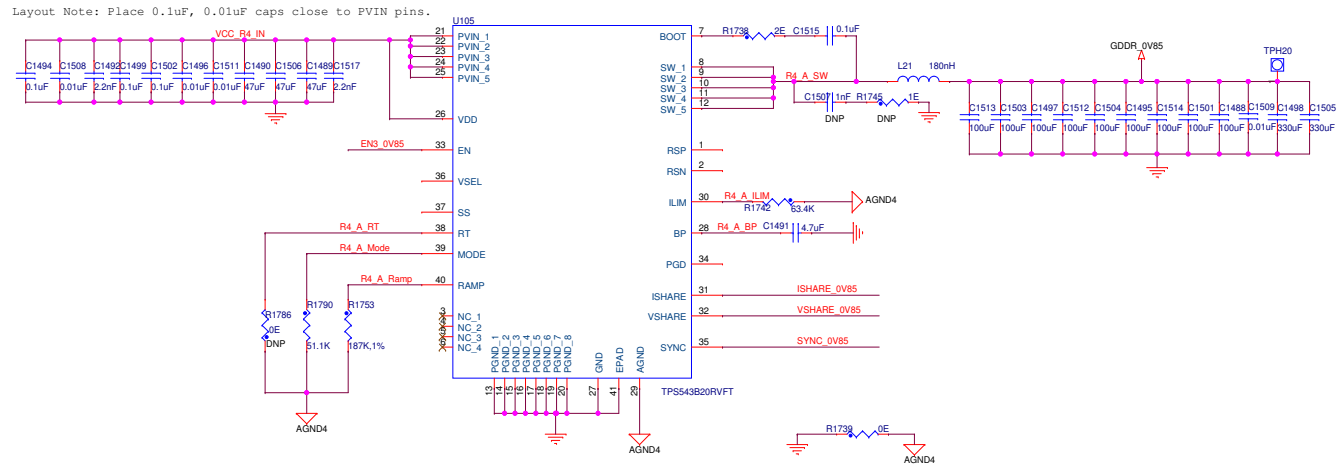 Layout Note: Place 0.1uF, 0.01uF caps close to PVIN pins.
U105
VCC_R4_IN
C1494 0.1uF
C1508 0.01uF
C1492 2.2nF
C1499 0.1uF
C1502 0.1uF
C1496 0.01uF
C1511 0.01uF
C1490 47uF
C1506 47uF
C1489 47uF
C1517 2.2nF
21 PVIN_1
22 PVIN_2
23 PVIN_3
24 PVIN_4
25 PVIN_5
26 VDD
EN3_0V85 33 EN
36 VSEL
37 SS
R4_A_RT 38 RT
R4_A_Mode 39 MODE
R4_A_Ramp 40 RAMP
R1786 0E DNP
R1790 51.1K
R1753 187K,1%
AGND4
3 NC_1
4 NC_2
5 NC_3
6 NC_4
13 PGND_1
14 PGND_2
15 PGND_3
16 PGND_4
17 PGND_5
18 PGND_6
19 PGND_7
20 PGND_8
27 GND
41 EPAD
29 AGND
AGND4
TPS543B20RVFT
BOOT 7 R1738 2E C1515 0.1uF
SW_1 8
SW_2 9
SW_3 10
SW_4 11
SW_5 12
R4_A_SW
L21 180nH
C1507 1nF DNP
R1745 1E DNP
GDDR_0V85
TPH20
C1513 100uF
C1503 100uF
C1497 100uF
C1512 100uF
C1504 100uF
C1495 100uF
C1514 100uF
C1501 100uF
C1488 100uF
C1509 0.01uF
C1498 330uF
C1505 330uF
RSP 1
RSN 2
ILIM 30 R4_A_ILIM R1742 63.4K AGND4
BP 28 R4_A_BP C1491 4.7uF
PGD 34
ISHARE 31 ISHARE_0V85
VSHARE 32 VSHARE_0V85
SYNC 35 SYNC_0V85
R1739 0E
AGND4